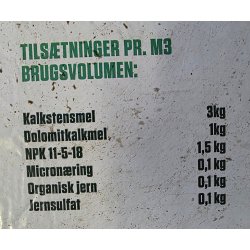 TILSÆTNINGER PR. M3
BRUGSVOLUMEN:
Kalkstensmel 3kg
Dolomitkalkmel 1kg
NPK 11-5-18 1,5 kg
Micronæring 0,1 kg
Organisk jern 0,1 kg
Jernsulfat 0,1 kg